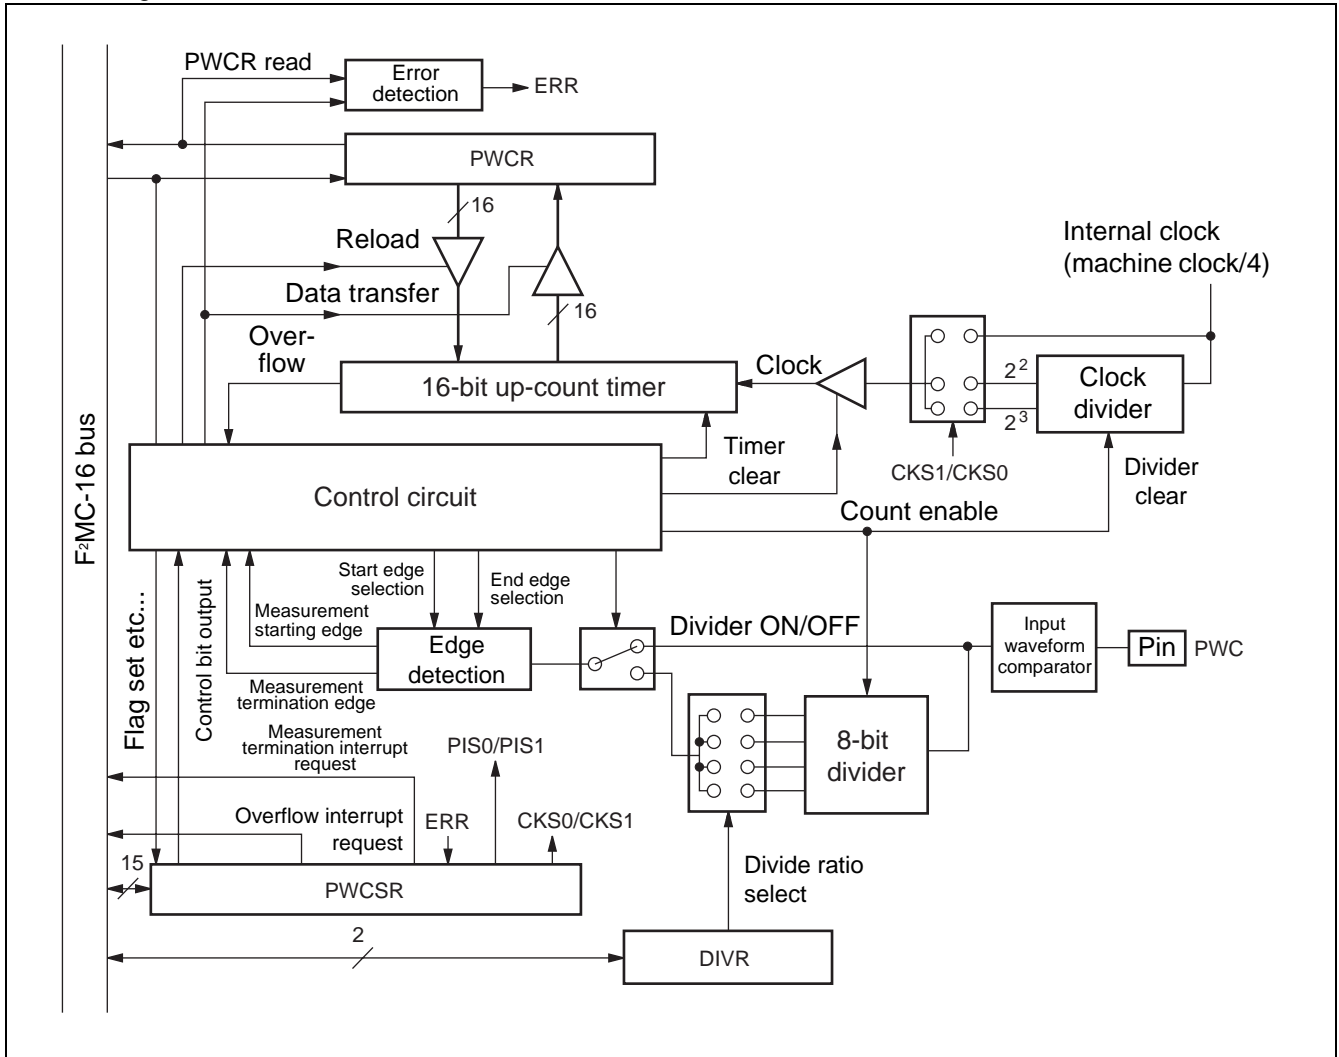 PWCR read
Error
detection
ERR
PWCR
16
Reload
Internal clock
(machine clock/4)
Data transfer
16
Over-
flow
16-bit up-count timer
Clock
2²
2³
Clock
divider
F²MC-16 bus
Control circuit
Timer
clear
CKS1/CKS0
Divider
clear
Count enable
Flag set etc...
Control bit output
Start edge
selection
End edge
selection
Measurement
starting edge
Edge
detection
Divider ON/OFF
Input
waveform
comparator
Pin
PWC
Measurement
termination edge
Measurement
termination interrupt
request
PIS0/PIS1
8-bit
divider
Overflow interrupt
request
ERR
CKS0/CKS1
15
PWCSR
Divide ratio
select
2
DIVR